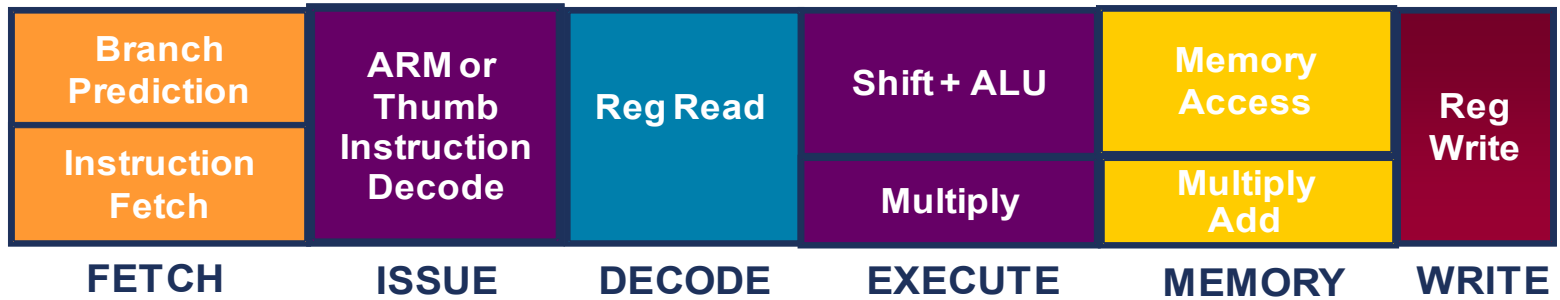 Branch
Prediction
Instruction
Fetch
ARM or
Thumb
Instruction
Decode
Reg Read
Shift + ALU
Multiply
Memory
Access
Multiply
Add
Reg
Write
FETCH
ISSUE
DECODE
EXECUTE
MEMORY
WRITE